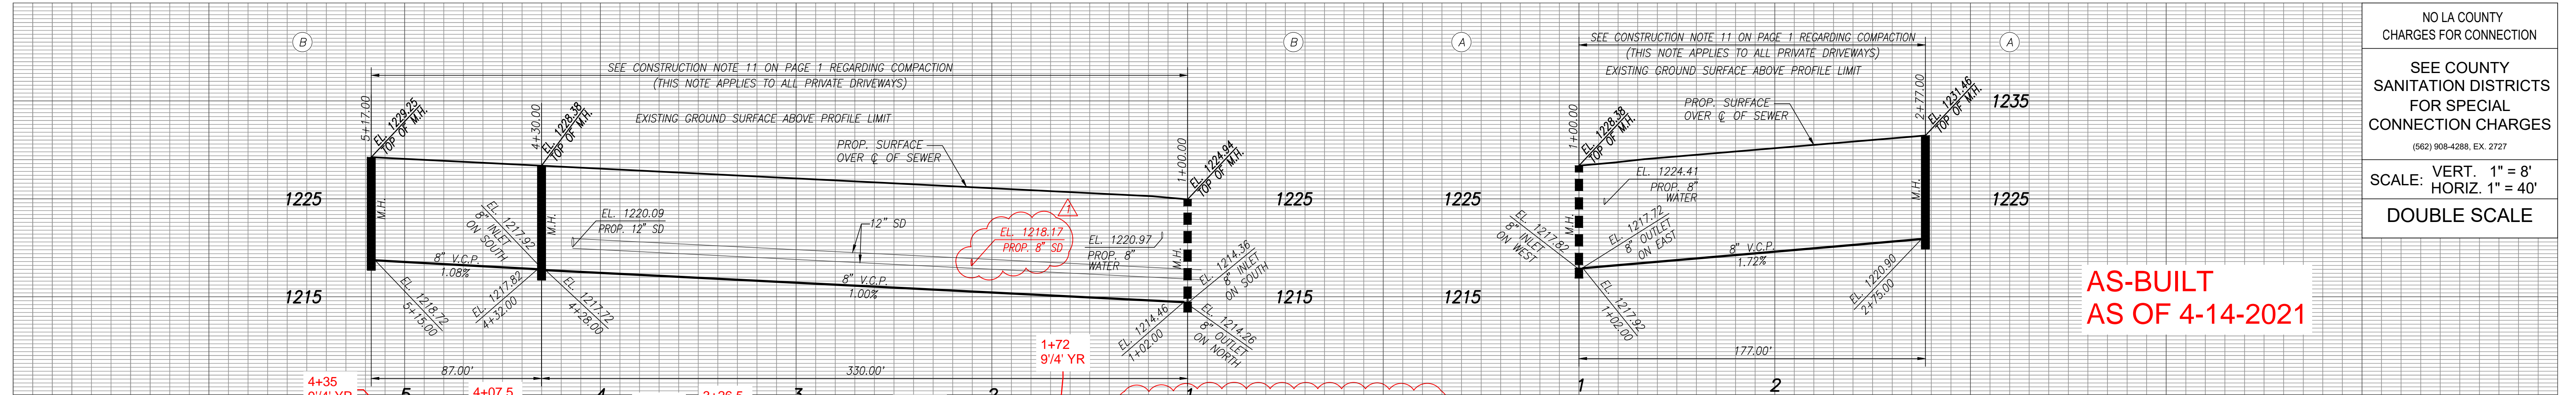 B
SEE CONSTRUCTION NOTE 11 ON PAGE 1 REGARDING COMPACTION
(THIS NOTE APPLIES TO ALL PRIVATE DRIVEWAYS)
EXISTING GROUND SURFACE ABOVE PROFILE LIMIT
PROP. SURFACE
OVER ℄ OF SEWER
5+17.00
EL. 1229.25
TOP OF M.H.
4+30.00
EL. 1228.38
TOP OF M.H.
1+00.00
EL. 1224.94
TOP OF M.H.
B
1225
1215
M.H.
8" V.C.P.
1.08%
EL. 1218.72
5+15.00
EL. 1217.92
8" INLET
ON SOUTH
EL. 1217.82
4+32.00
M.H.
EL. 1217.72
4+28.00
EL. 1220.09
PROP. 12" SD
12" SD
8" V.C.P.
1.00%
1
EL. 1218.17
PROP. 8" SD
EL. 1220.97
PROP. 8"
WATER
M.H.
EL. 1214.36
8" INLET
ON SOUTH
EL. 1214.46
1+02.00
EL. 1214.26
8" OUTLET
ON NORTH
1225
1215
87.00'
330.00'
4+35
9'/4' YR
5
4+07.5
4
3+26.5
3
2
1+72
9'/4' YR
1
A
SEE CONSTRUCTION NOTE 11 ON PAGE 1 REGARDING COMPACTION
(THIS NOTE APPLIES TO ALL PRIVATE DRIVEWAYS)
EXISTING GROUND SURFACE ABOVE PROFILE LIMIT
A
1+00.00
EL. 1228.38
TOP OF M.H.
PROP. SURFACE
OVER ℄ OF SEWER
2+77.00
EL. 1231.46
TOP OF M.H.
1235
1225
1215
EL. 1224.41
PROP. 8"
WATER
EL. 1217.82
8" INLET
ON WEST
M.H.
EL. 1217.72
8" OUTLET
ON EAST
EL. 1217.92
1+02.00
8" V.C.P.
1.72%
M.H.
EL. 1220.90
2+75.00
1225
1215
177.00'
1
2
AS-BUILT
AS OF 4-14-2021
NO LA COUNTY
CHARGES FOR CONNECTION
SEE COUNTY
SANITATION DISTRICTS
FOR SPECIAL
CONNECTION CHARGES
(562) 908-4288, EX. 2727
SCALE: VERT. 1" = 8'
HORIZ. 1" = 40'
DOUBLE SCALE